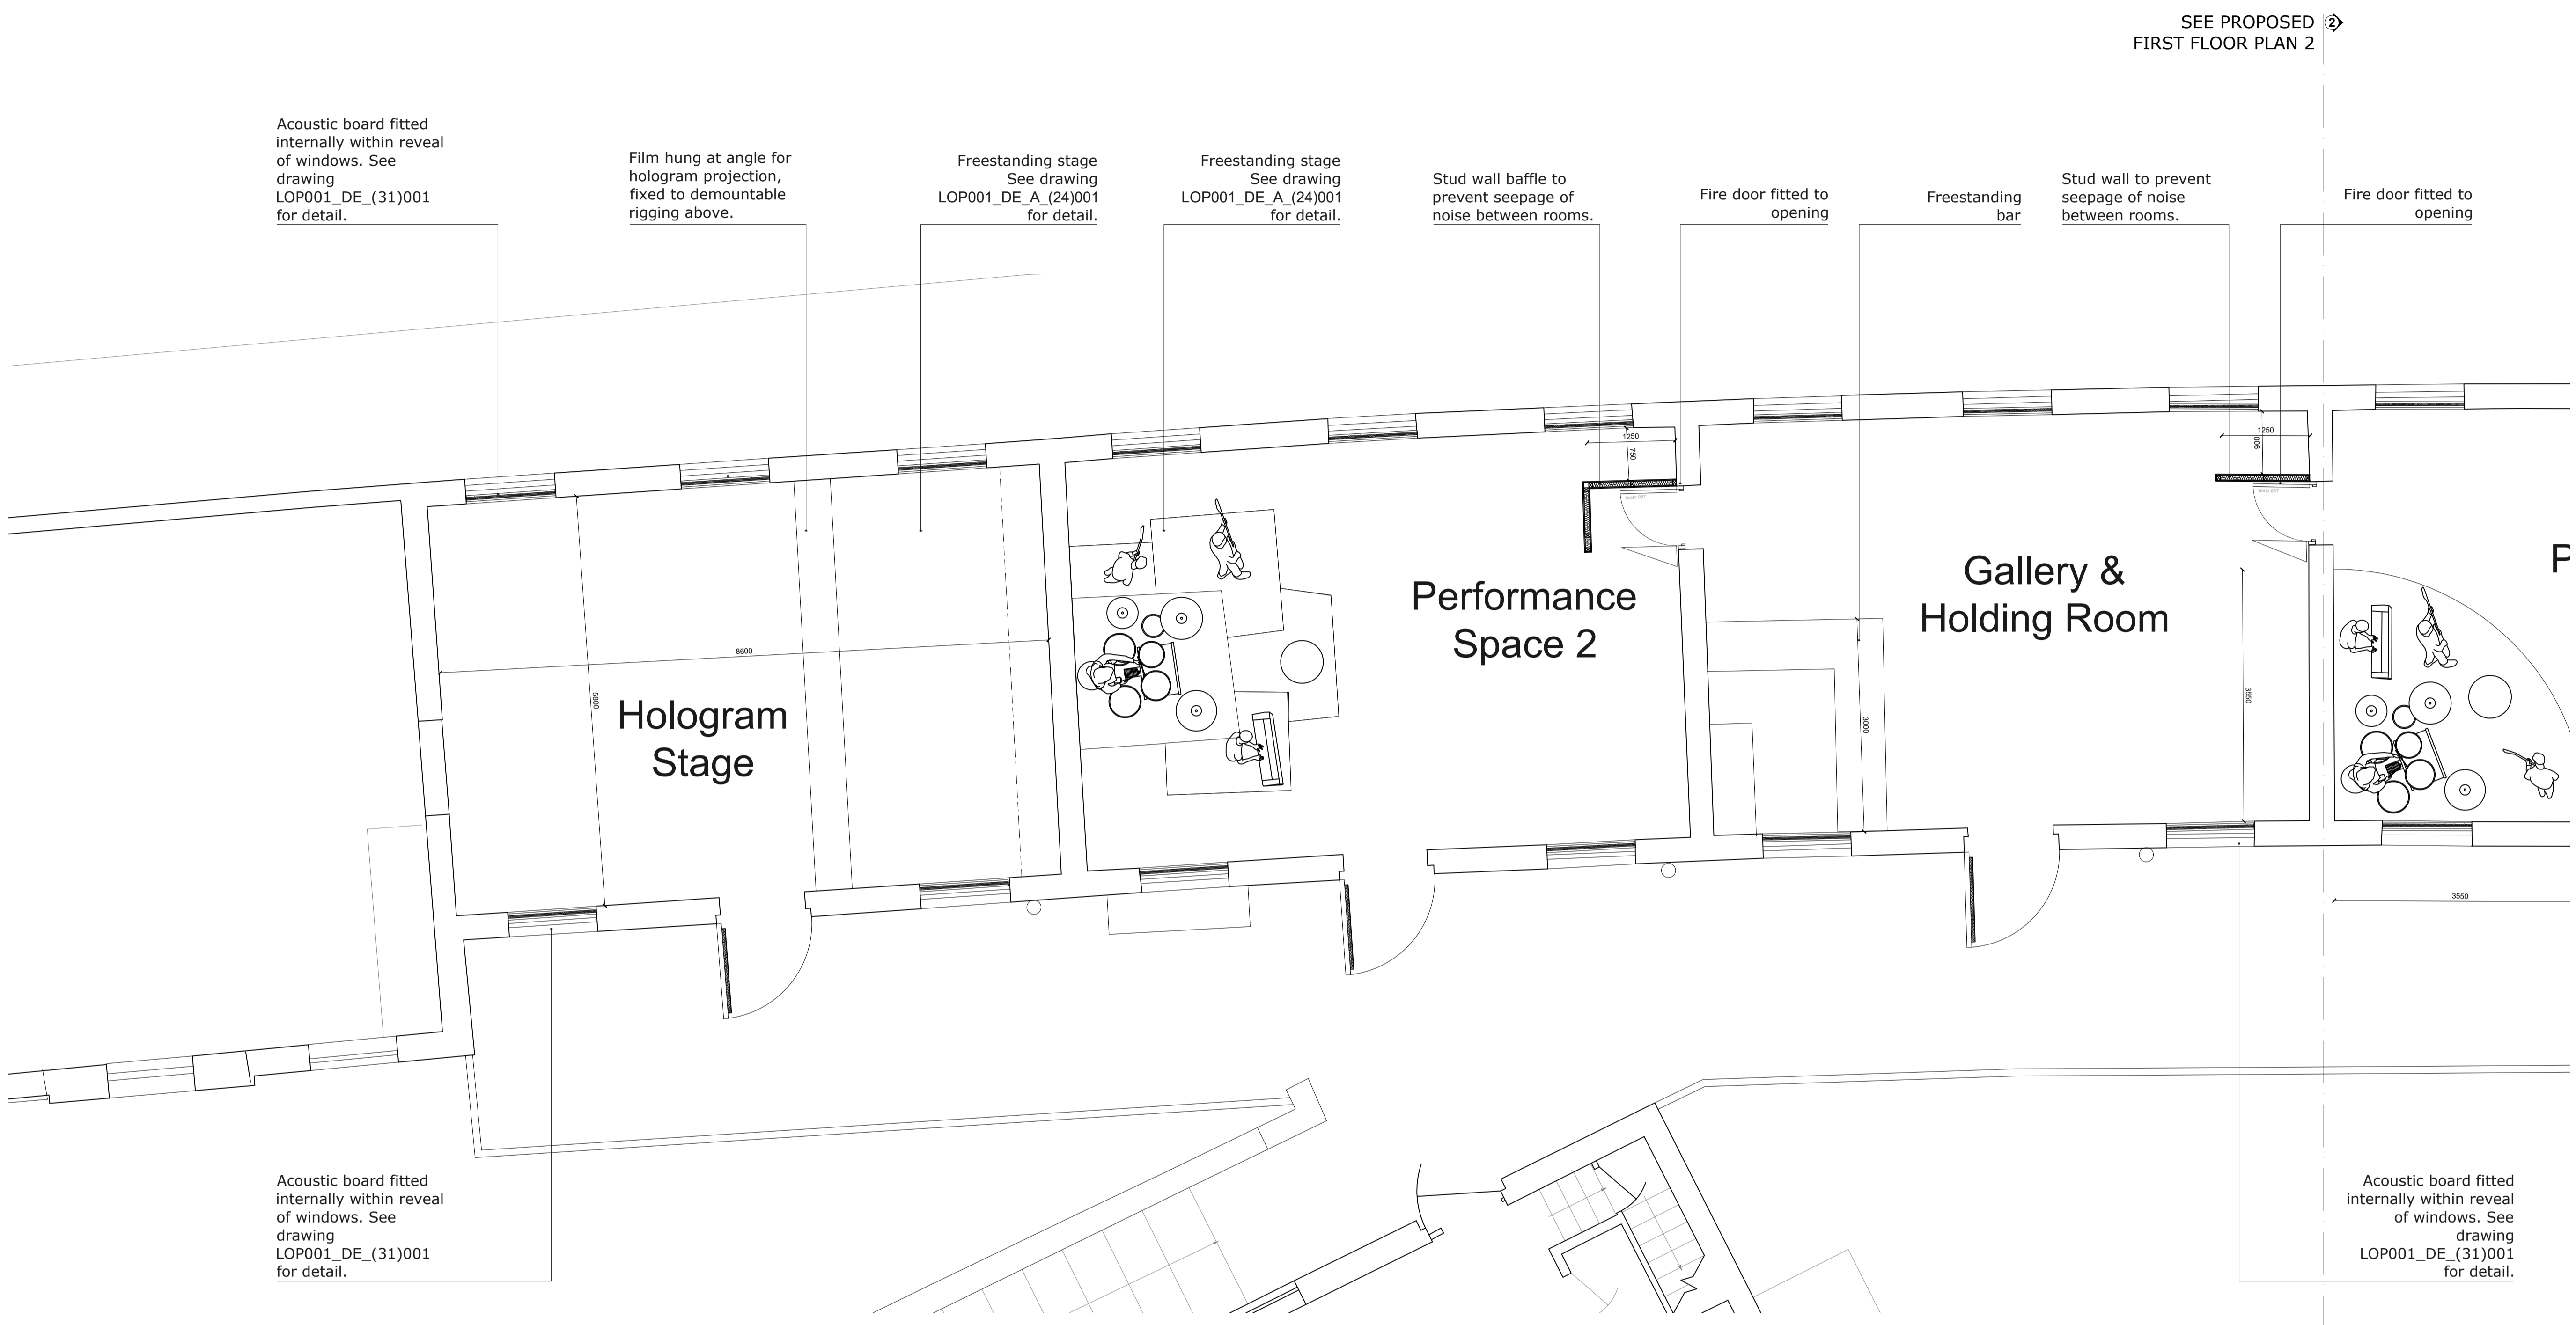 SEE PROPOSED
FIRST FLOOR PLAN 2
2
Acoustic board fitted
internally within reveal
of windows. See
drawing
LOP001_DE_(31)001
for detail.
Film hung at angle for
hologram projection,
fixed to demountable
rigging above.
Freestanding stage
See drawing
LOP001_DE_A_(24)001
for detail.
Freestanding stage
See drawing
LOP001_DE_A_(24)001
for detail.
Stud wall baffle to
prevent seepage of
noise between rooms.
Fire door fitted to
opening
Freestanding
bar
Stud wall to prevent
seepage of noise
between rooms.
Fire door fitted to
opening
1250
750
1250
900
8600
5800
Hologram
Stage
Performance
Space 2
3000
Gallery &
Holding Room
3550
P
3550
Acoustic board fitted
internally within reveal
of windows. See
drawing
LOP001_DE_(31)001
for detail.
Acoustic board fitted
internally within reveal
of windows. See
drawing
LOP001_DE_(31)001
for detail.